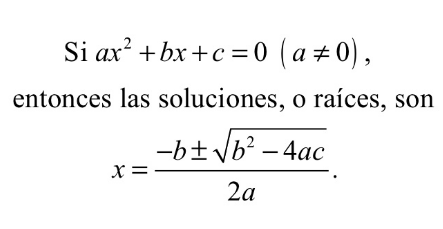 Si ax² + bx + c = 0 (a ≠ 0),
entonces las soluciones, o raíces, son
x = (-b ± √(b² − 4ac)) / (2a).